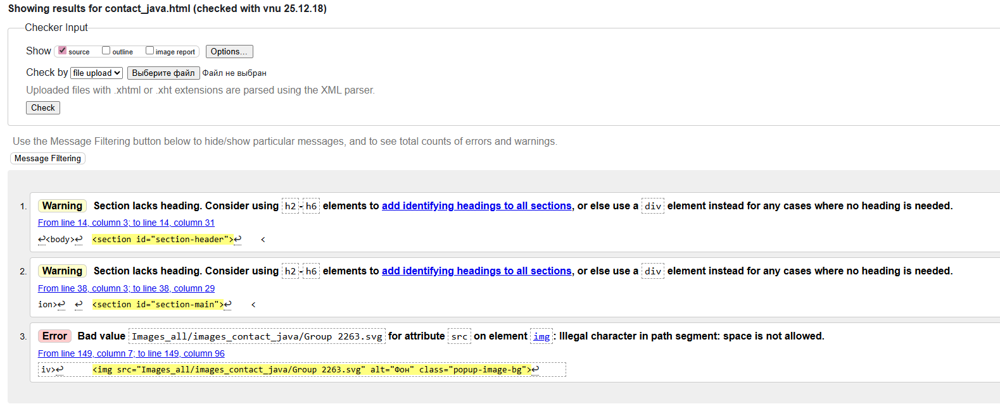 Showing results for contact_java.html (checked with vnu 25.12.18)
Checker Input
Show source outline image report Options...
Check by file upload Выберите файл Файл не выбран
Uploaded files with .xhtml or .xht extensions are parsed using the XML parser.
Check
Use the Message Filtering button below to hide/show particular messages, and to see total counts of errors and warnings.
Message Filtering
1. Warning Section lacks heading. Consider using h2-h6 elements to add identifying headings to all sections, or else use a div element instead for any cases where no heading is needed.
From line 14, column 3; to line 14, column 31
↩<body>↩ <section id="section-header">↩ <
2. Warning Section lacks heading. Consider using h2-h6 elements to add identifying headings to all sections, or else use a div element instead for any cases where no heading is needed.
From line 38, column 3; to line 38, column 29
ion>↩ ↩ <section id="section-main">↩ <
3. Error Bad value Images_all/images_contact_java/Group 2263.svg for attribute src on element img: Illegal character in path segment: space is not allowed.
From line 149, column 7; to line 149, column 96
iv>↩ <img src="Images_all/images_contact_java/Group 2263.svg" alt="Фон" class="popup-image-bg">↩